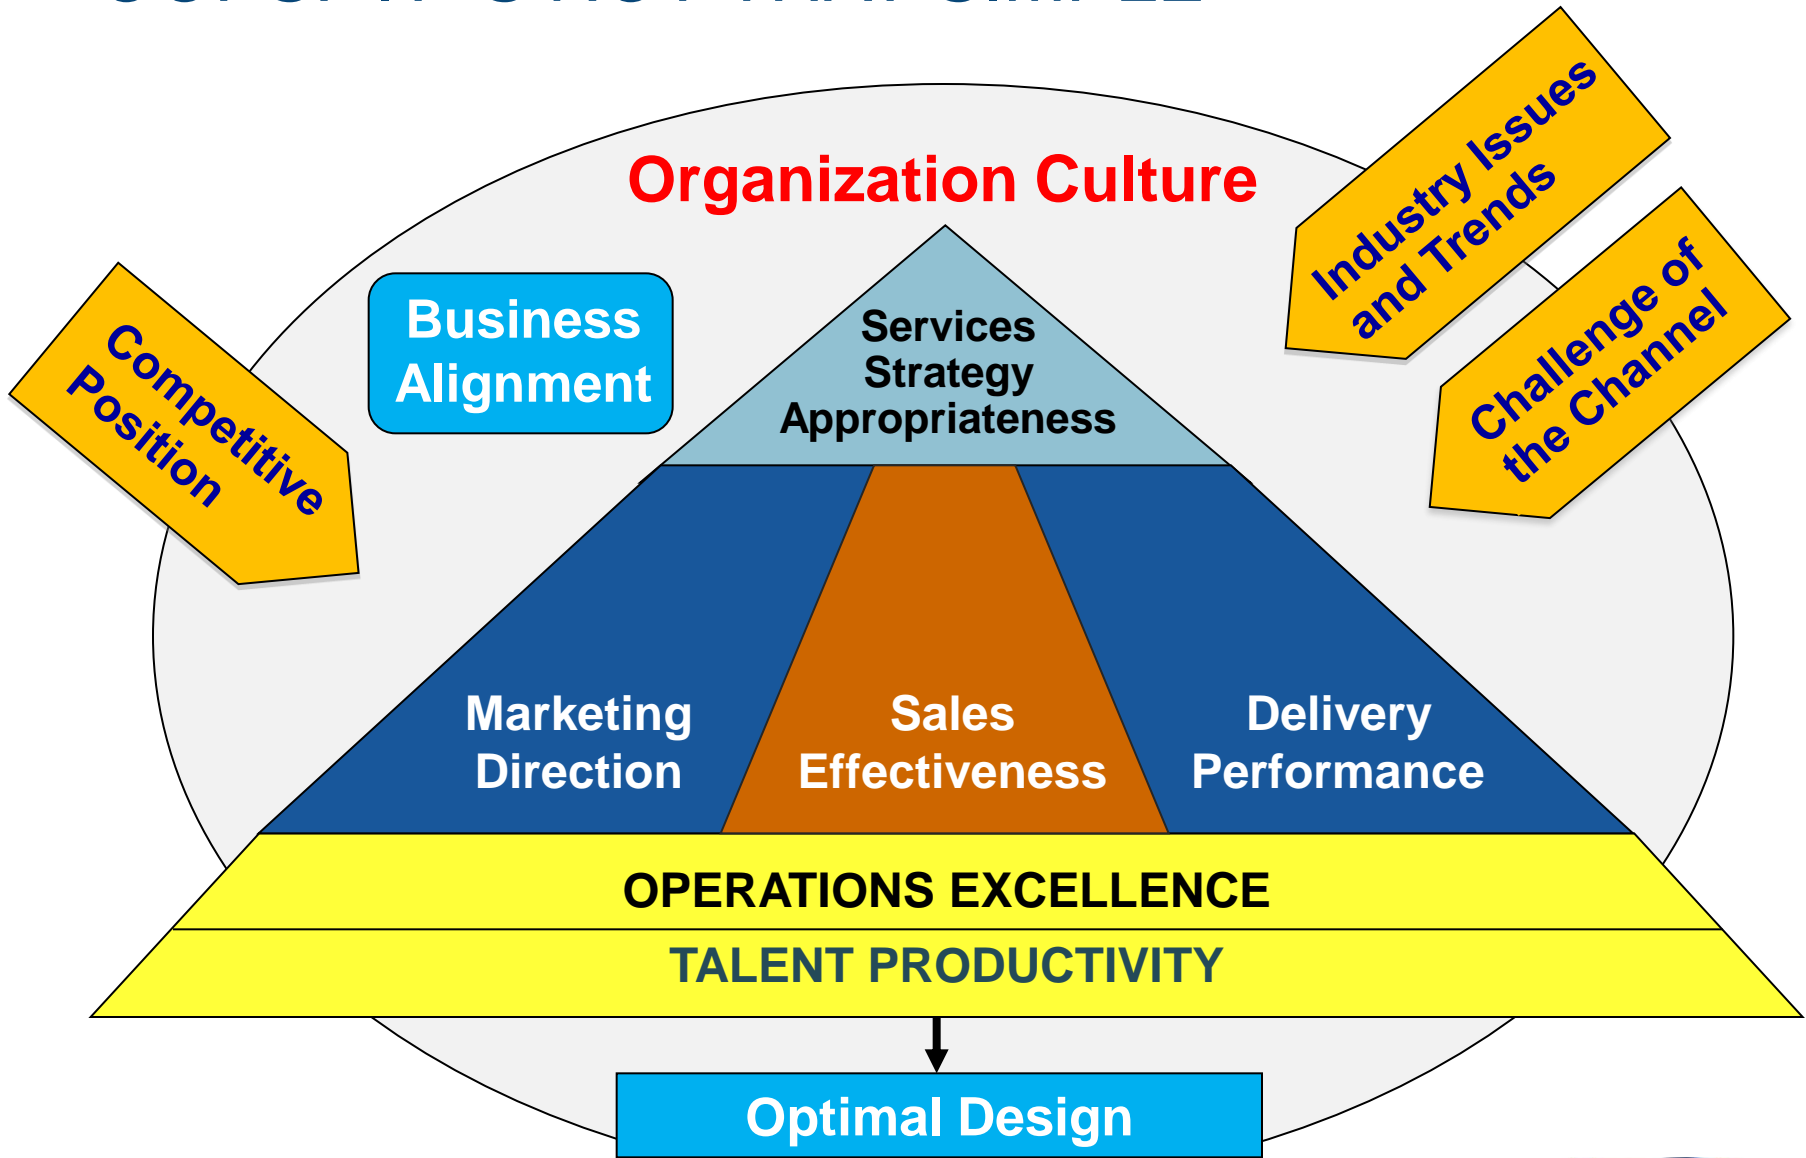 Organization Culture
Industry Issues
and Trends
Challenge of
the Channel
Competitive
Position
Business
Alignment
Services
Strategy
Appropriateness
Marketing
Direction
Sales
Effectiveness
Delivery
Performance
OPERATIONS EXCELLENCE
TALENT PRODUCTIVITY
Optimal Design